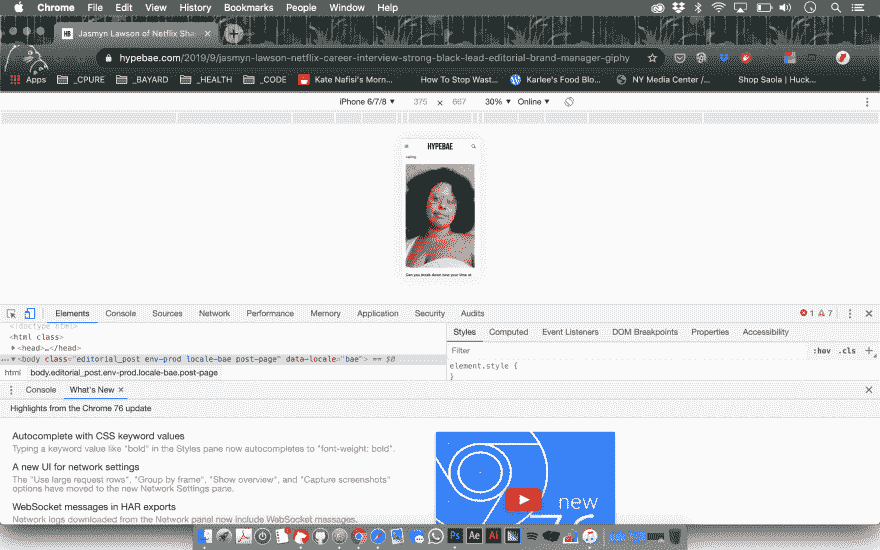 Chrome File Edit View History Bookmarks People Window Help
HB Jasmyn Lawson of Netflix Sha
hypebae.com/2019/9/jasmyn-lawson-netflix-career-interview-strong-black-lead-editorial-brand-manager-giphy
Apps _CPURE _BAYARD _HEALTH _CODE Kate Nafisi's Morn... How To Stop Wast... Karlee's Food Blo... NY Media Center /... Shop Saola | Huck...
iPhone 6/7/8 ▼ 375 × 667 30% ▼ Online ▼
HYPEBAE
calling.
Can you break down how your time at
Elements Console Sources Network Performance Memory Application Security Audits 1 7
<!doctype html>
<html class>
▶<head>…</head>
...▼<body class="editorial_post env-prod locale-bae post-page" data-locale="bae"> == $0
html body.editorial_post.env-prod.locale-bae.post-page
Styles Computed Event Listeners DOM Breakpoints Properties Accessibility
Filter :hov .cls +
element.style {
}
Console What's New ×
Highlights from the Chrome 76 update
Autocomplete with CSS keyword values
Typing a keyword value like "bold" in the Styles pane now autocompletes to "font-weight: bold".
A new UI for network settings
The "Use large request rows", "Group by frame", "Show overview", and "Capture screenshots"
options have moved to the new Network Settings pane.
WebSocket messages in HAR exports
Network logs downloaded from the Network panel now include WebSocket messages.
new
76
Ps Ae Ai